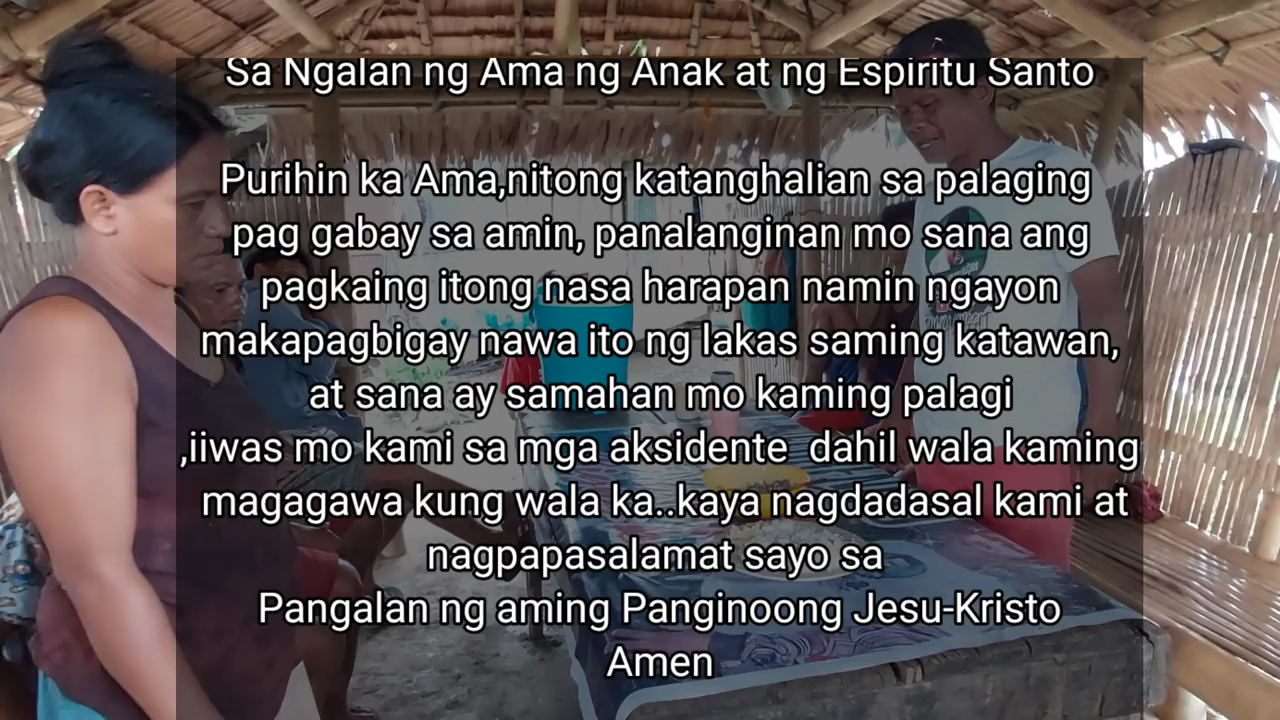 Sa Ngalan ng Ama ng Anak at ng Espiritu Santo
Purihin ka Ama,nitong katanghalian sa palaging
pag gabay sa amin, panalanginan mo sana ang
pagkaing itong nasa harapan namin ngayon
makapagbigay nawa ito ng lakas saming katawan,
at sana ay samahan mo kaming palagi
,iiwas mo kami sa mga aksidente  dahil wala kaming
magagawa kung wala ka..kaya nagdadasal kami at
nagpapasalamat sayo sa
Pangalan ng aming Panginoong Jesu-Kristo
Amen